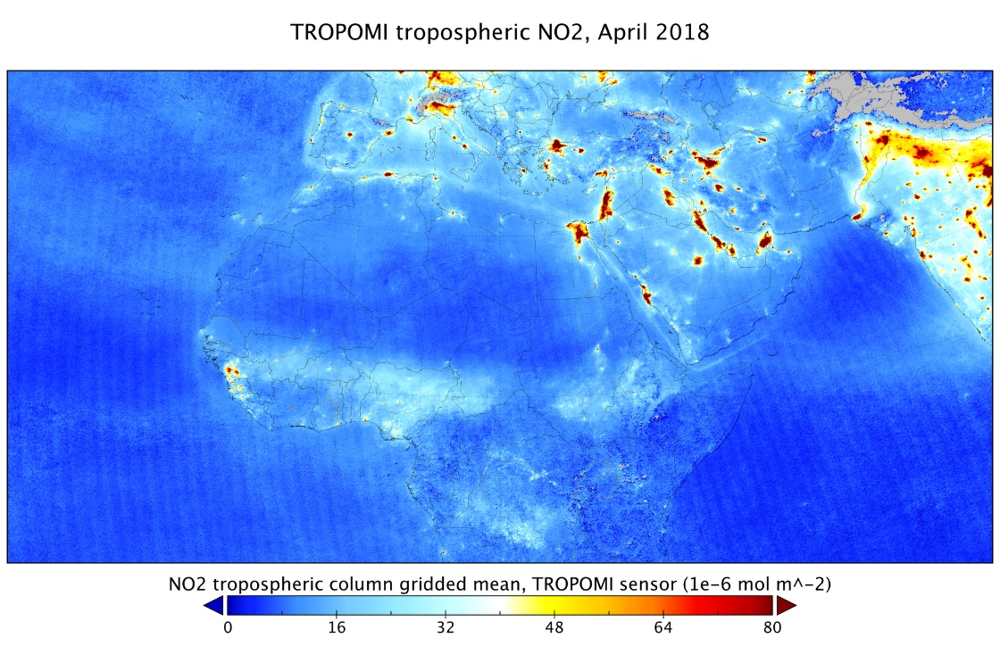 TROPOMI tropospheric NO2, April 2018
NO2 tropospheric column gridded mean, TROPOMI sensor (1e-6 mol m^-2)
0 16 32 48 64 80